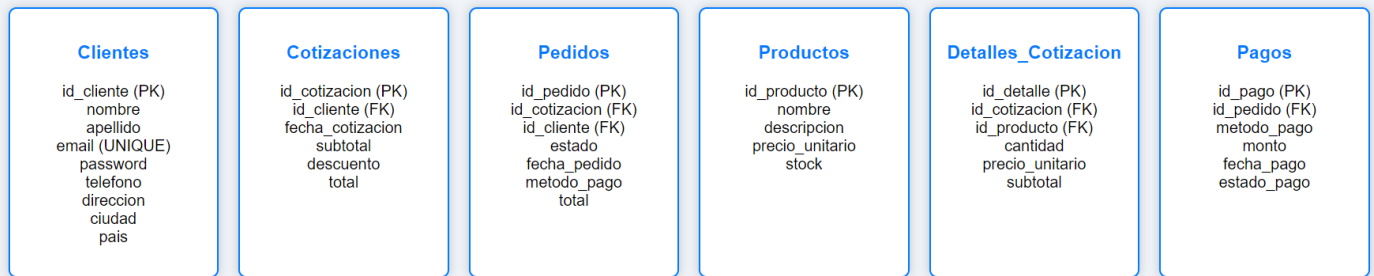 Clientes
id_cliente (PK)
nombre
apellido
email (UNIQUE)
password
telefono
direccion
ciudad
pais
Cotizaciones
id_cotizacion (PK)
id_cliente (FK)
fecha_cotizacion
subtotal
descuento
total
Pedidos
id_pedido (PK)
id_cotizacion (FK)
id_cliente (FK)
estado
fecha_pedido
metodo_pago
total
Productos
id_producto (PK)
nombre
descripcion
precio_unitario
stock
Detalles_Cotizacion
id_detalle (PK)
id_cotizacion (FK)
id_producto (FK)
cantidad
precio_unitario
subtotal
Pagos
id_pago (PK)
id_pedido (FK)
metodo_pago
monto
fecha_pago
estado_pago